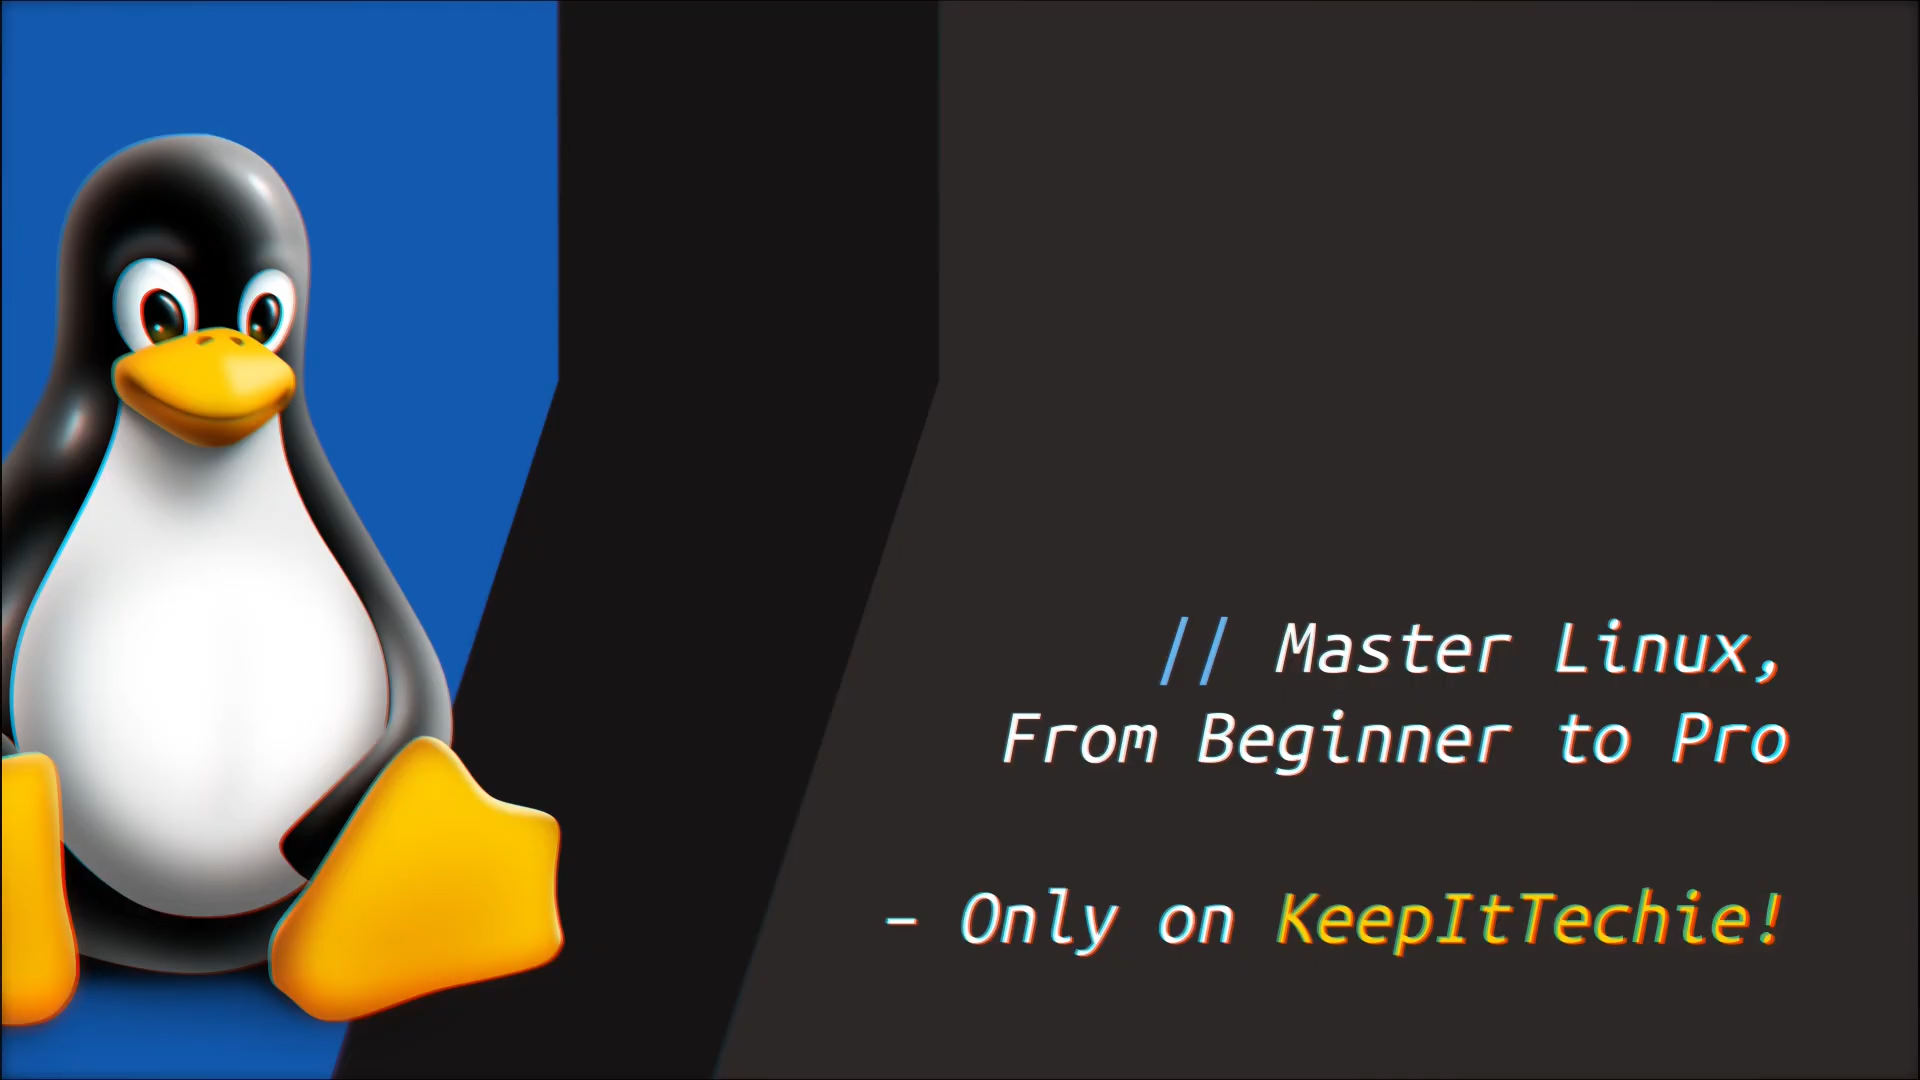 // Master Linux,
From Beginner to Pro
- Only on KeepItTechie!